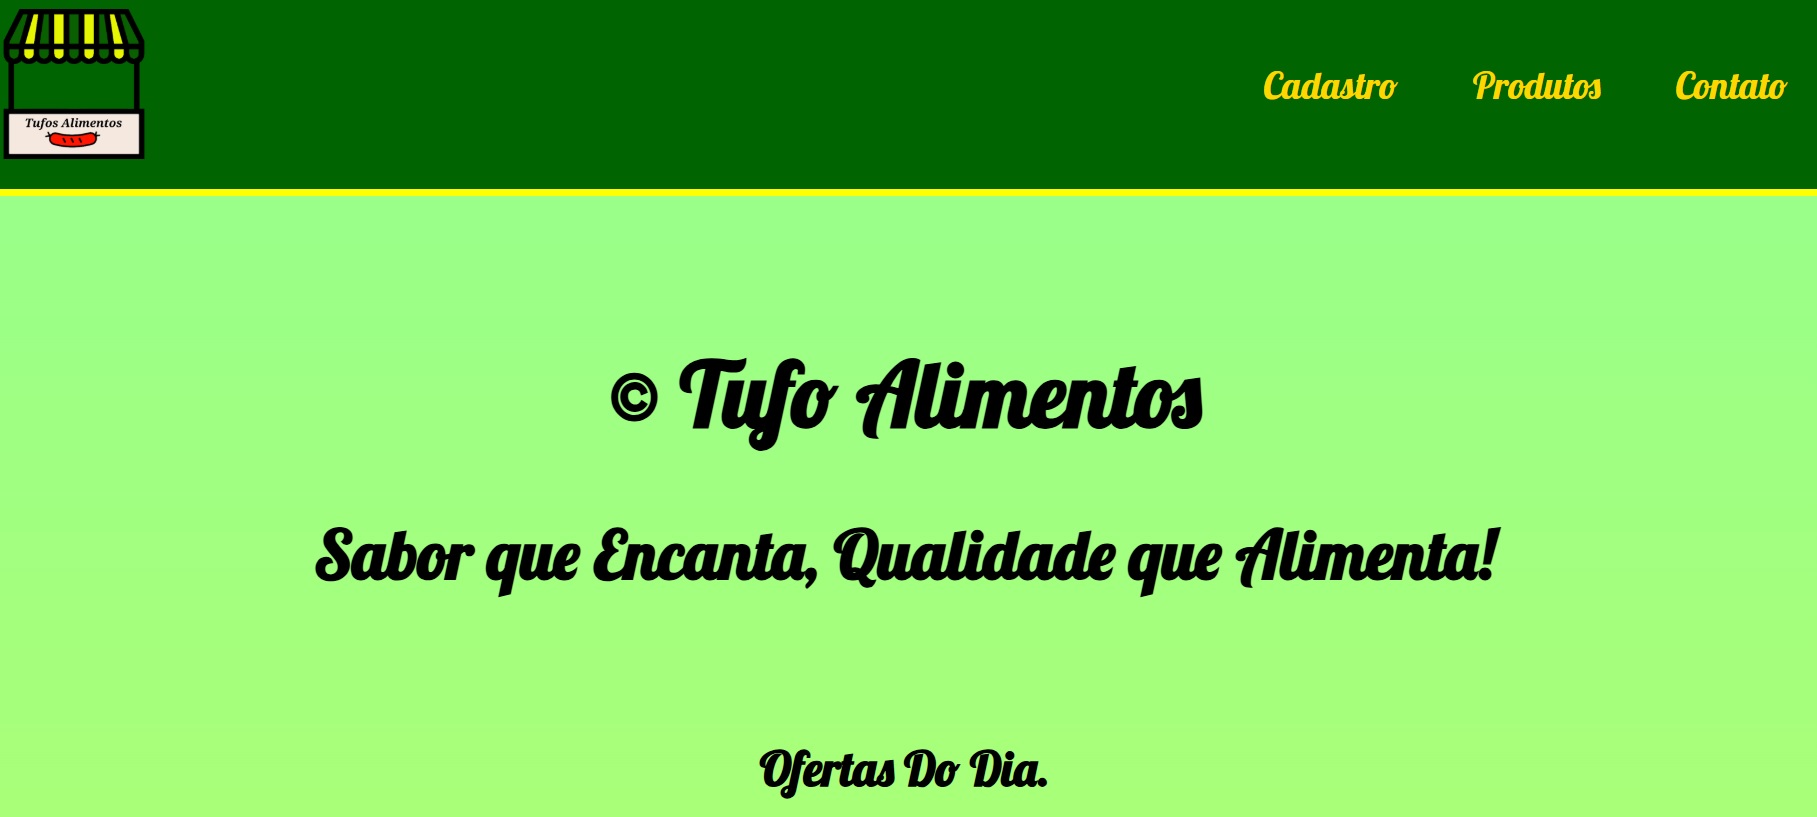 Tufos Alimentos
Cadastro Produtos Contato
© Tufo Alimentos
Sabor que Encanta, Qualidade que Alimenta!
Ofertas Do Dia.